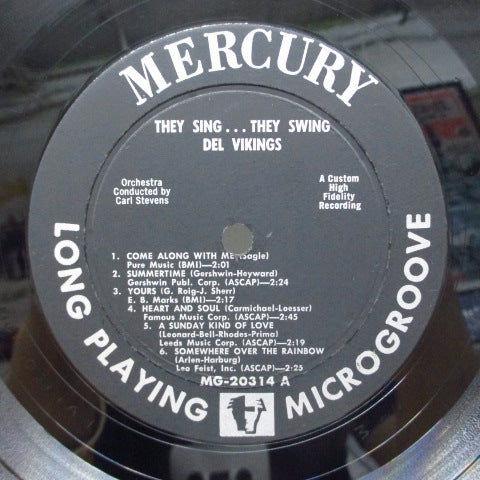 MERCURY
THEY SING...THEY SWING
DEL VIKINGS
Orchestra
Conducted by
Carl Stevens
A Custom
High
Fidelity
Recording
1. COME ALONG WITH ME (Sagle)
Pure Music (BMI)—2:01
2. SUMMERTIME (Gershwin-Heyward)
Gershwin Publ. Corp. (ASCAP)—2:24
3. YOURS (G. Roig-J. Sherr)
E. B. Marks (BMI)—2:17
4. HEART AND SOUL (Carmichael-Loesser)
Famous Music Corp. (ASCAP)—2:45
5. A SUNDAY KIND OF LOVE
(Leonard-Bell-Rhodes-Prima)
Leeds Music Corp. (ASCAP)—2:19
6. SOMEWHERE OVER THE RAINBOW
(Arlen-Harburg)
Leo Feist, Inc. (ASCAP)—2:25
MG-20314 A
LONG PLAYING
MICROGROOVE